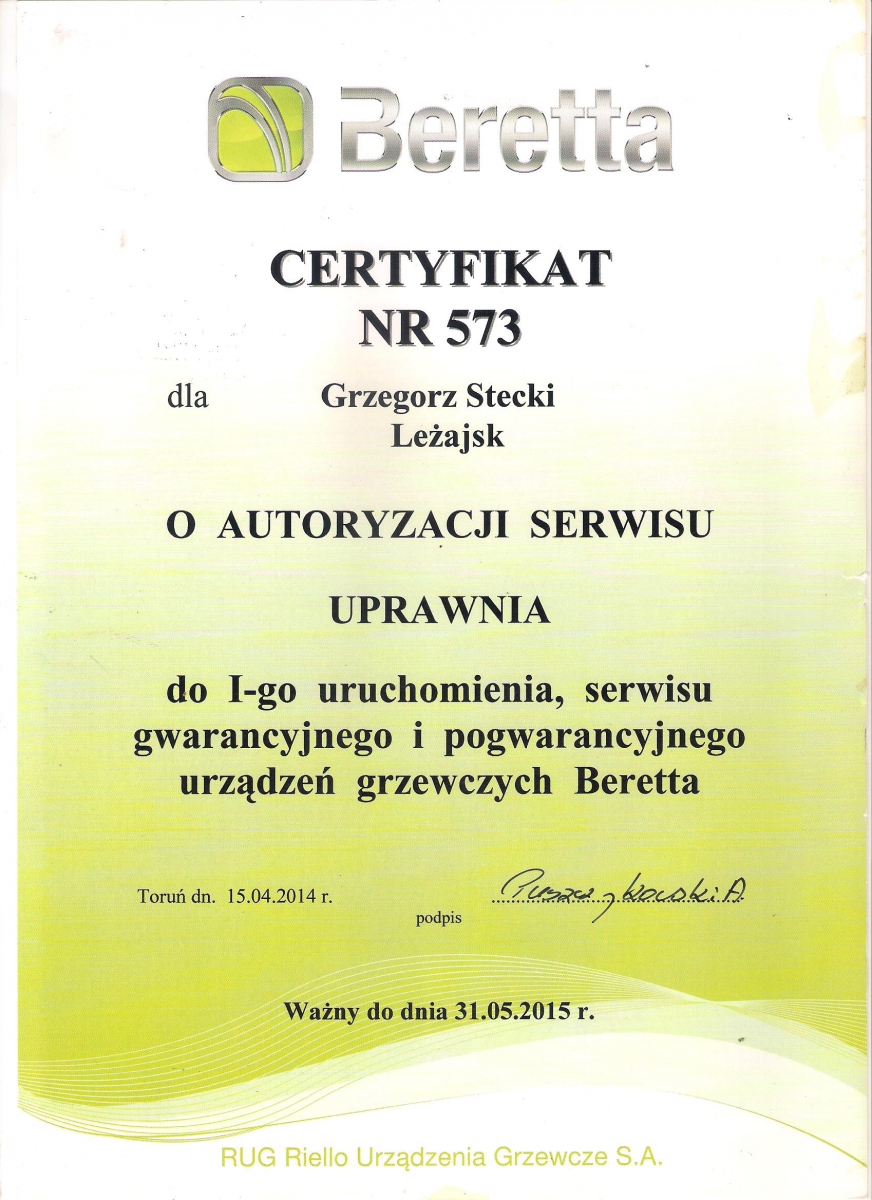 Beretta
CERTYFIKAT
NR 573
dla Grzegorz Stecki
Leżajsk
O AUTORYZACJI SERWISU
UPRAWNIA
do I-go uruchomienia, serwisu
gwarancyjnego i pogwarancyjnego
urządzeń grzewczych Beretta
Toruń dn. 15.04.2014 r.
podpis
Ważny do dnia 31.05.2015 r.
RUG Riello Urządzenia Grzewcze S.A.